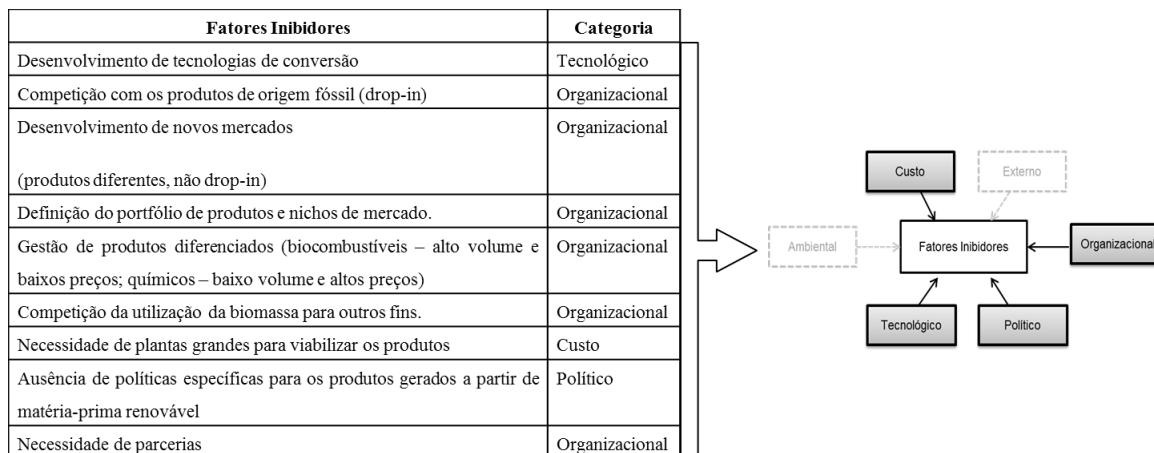 Fatores Inibidores Categoria
Desenvolvimento de tecnologias de conversão Tecnológico
Competição com os produtos de origem fóssil (drop-in) Organizacional
Desenvolvimento de novos mercados Organizacional
(produtos diferentes, não drop-in)
Definição do portfólio de produtos e nichos de mercado. Organizacional
Gestão de produtos diferenciados (biocombustíveis – alto volume e Organizacional
baixos preços; químicos – baixo volume e altos preços)
Competição da utilização da biomassa para outros fins. Organizacional
Necessidade de plantas grandes para viabilizar os produtos Custo
Ausência de políticas específicas para os produtos gerados a partir de Político
matéria-prima renovável
Necessidade de parcerias Organizacional
Custo Externo
Ambiental Fatores Inibidores Organizacional
Tecnológico Político